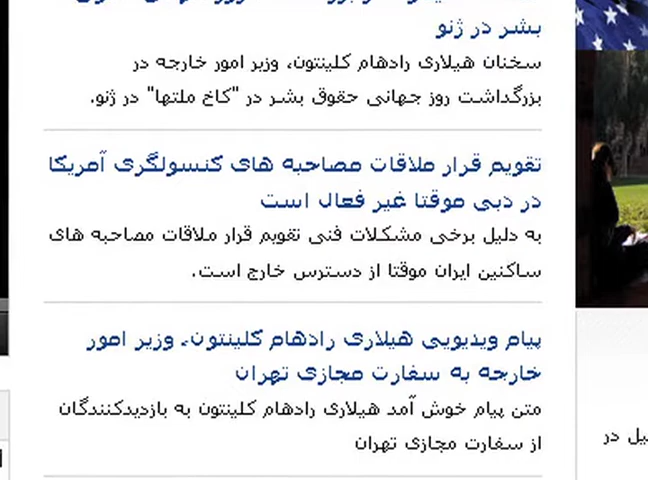 بشر در ژنو
سخنان هیلاری رادهام کلینتون، وزیر امور خارجه در
بزرگداشت روز جهانی حقوق بشر در "کاخ ملتها" در ژنو.
تقویم قرار ملاقات مصاحبه های کنسولگری آمریکا
در دبی موقتا غیر فعال است
به دلیل برخی مشکلات فنی تقویم قرار ملاقات مصاحبه های
ساکنین ایران موقتا از دسترس خارج است.
پیام ویدیویی هیلاری رادهام کلینتون، وزیر امور
خارجه به سفارت مجازی تهران
متن پیام خوش آمد هیلاری رادهام کلینتون به بازدیدکنندگان
از سفارت مجازی تهران
در